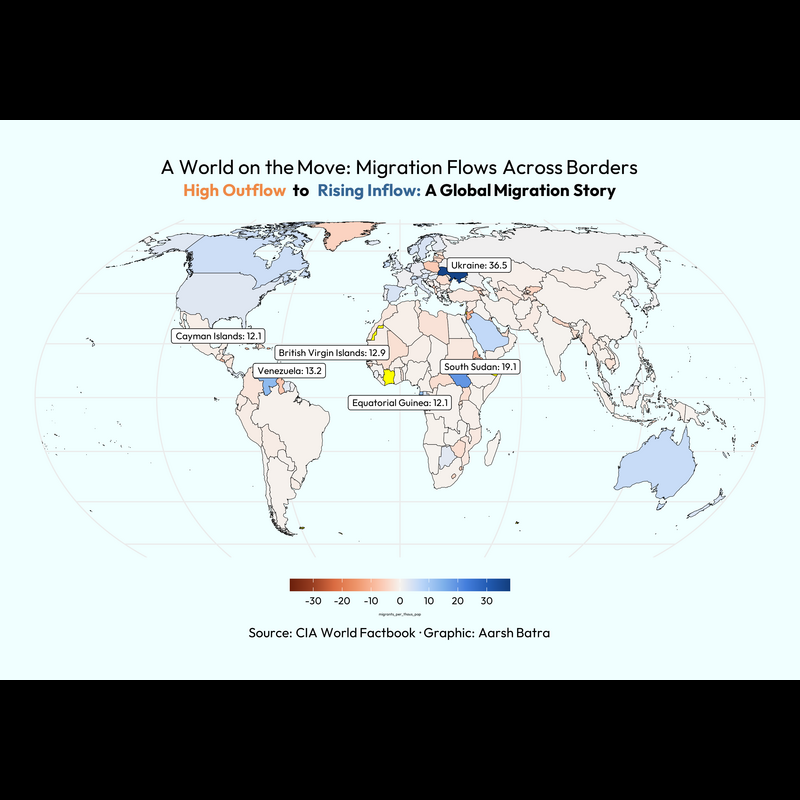 A World on the Move: Migration Flows Across Borders
High Outflow to Rising Inflow: A Global Migration Story
Ukraine: 36.5
Cayman Islands: 12.1
British Virgin Islands: 12.9
Venezuela: 13.2
South Sudan: 19.1
Equatorial Guinea: 12.1
-30 -20 -10 0 10 20 30
Source: CIA World Factbook · Graphic: Aarsh Batra